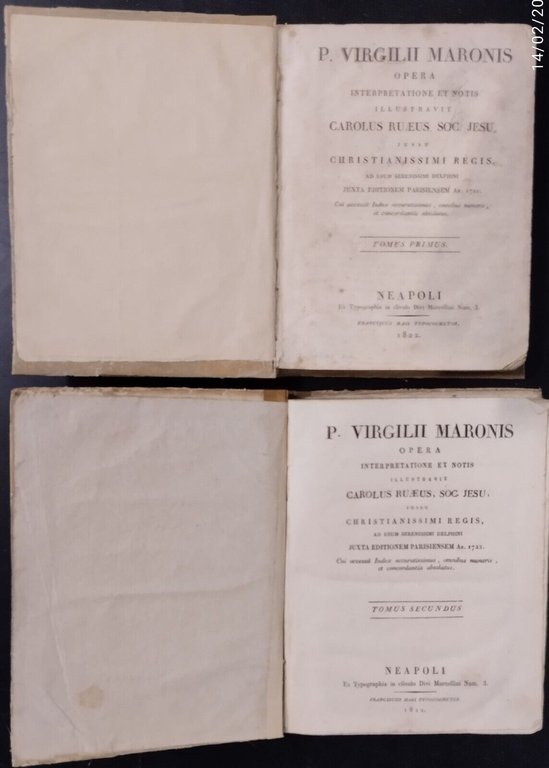 P. VIRGILII MARONIS
OPERA
INTERPRETATIONE ET NOTIS
ILLUSTRAVIT
CAROLUS RUÆUS, SOC. JESU,
JUSSU
CHRISTIANISSIMI REGIS,
AD USUM SERENISSIMI DELPHINI
JUXTA EDITIONEM PARISIENSEM AN. 1722.
Cui accessit Index accuratissimus, omnibus numeris,
et concordantiis absolutus.
TOMUS PRIMUS.
NEAPOLI
Ex Typographia in clivulo Divi Marcellini Num. 3.
FRANCISCUS MASI TYPOCOMETOR.
1822.
14/02/20
P. VIRGILII MARONIS
OPERA
INTERPRETATIONE ET NOTIS
ILLUSTRAVIT
CAROLUS RUÆUS, SOC. JESU,
JUSSU
CHRISTIANISSIMI REGIS,
AD USUM SERENISSIMI DELPHINI
JUXTA EDITIONEM PARISIENSEM AN. 1722.
Cui accessit Index accuratissimus, omnibus numeris,
et concordantiis absolutus.
TOMUS SECUNDUS
NEAPOLI
Ex Typographia in clivulo Divi Marcellini Num. 3.
FRANCISCUS MASI TYPOCOMETOR
1822.